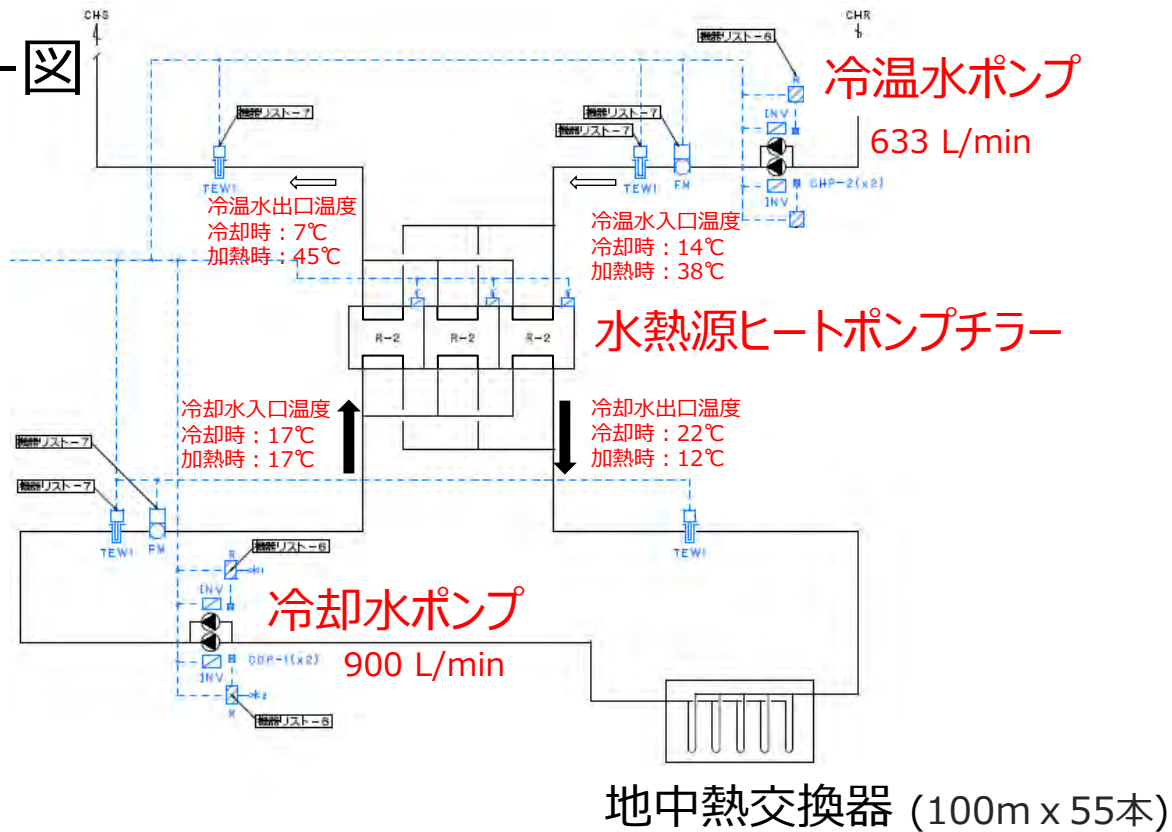 CHS
CHR
ー図
機器リスト－6
冷温水ポンプ
633 L/min
機器リスト－7
機器リスト－7
機器リスト－7
R
INV
TEWI
TEWI
FM
CHP-2(x2)
INV
冷温水出口温度
冷却時：7℃
加熱時：45℃
冷温水入口温度
冷却時：14℃
加熱時：38℃
R-2
R-2
R-2
水熱源ヒートポンプチラー
冷却水入口温度
冷却時：17℃
加熱時：17℃
冷却水出口温度
冷却時：22℃
加熱時：12℃
機器リスト－7
機器リスト－7
TEWI
FM
TEWI
機器リスト－6
R
※1
INV
冷却水ポンプ
900 L/min
CDP-1(x2)
INV
※2
R
機器リスト－6
地中熱交換器 (100m x 55本)